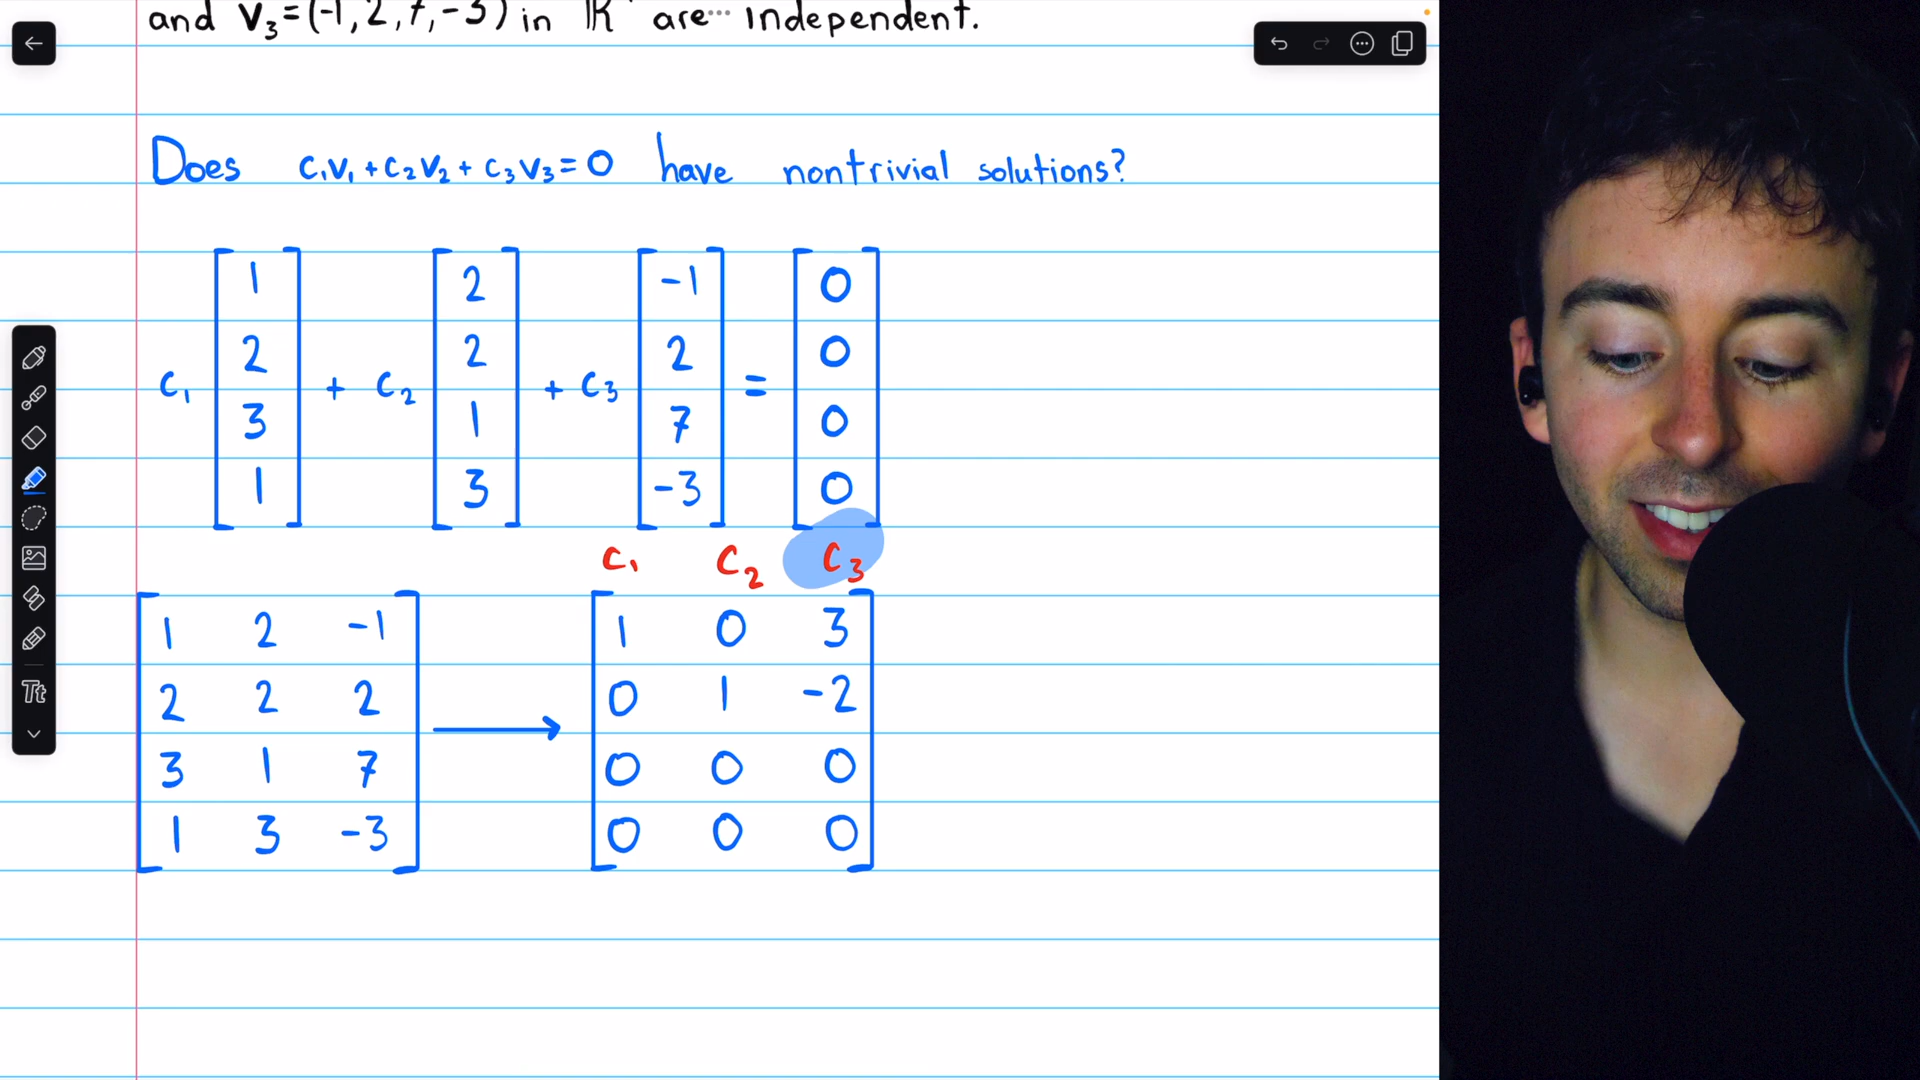 and v₃=(-1,2,7,-3) in ℝ are independent.
Does c₁v₁+c₂v₂+c₃v₃=0 have nontrivial solutions?
1 2 -1 0
2 2 2 0
c₁ + c₂ + c₃ =
3 1 7 0
1 3 -3 0
c₁ c₂ c₃
1 2 -1 1 0 3
2 2 2 0 1 -2
3 1 7 0 0 0
1 3 -3 0 0 0
Tt